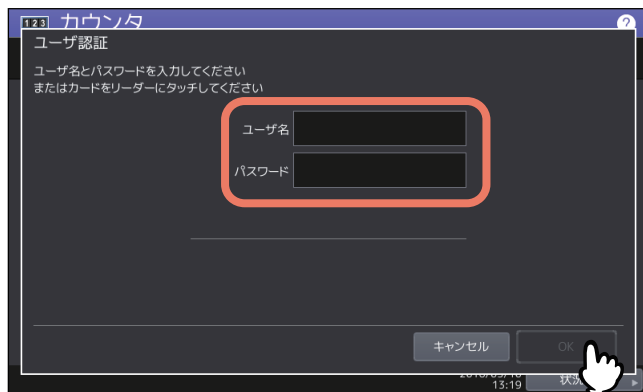 123 カウンタ ?
ユーザ認証
ユーザ名とパスワードを入力してください
またはカードをリーダーにタッチしてください
ユーザ名
パスワード
キャンセル OK
13:19 状況